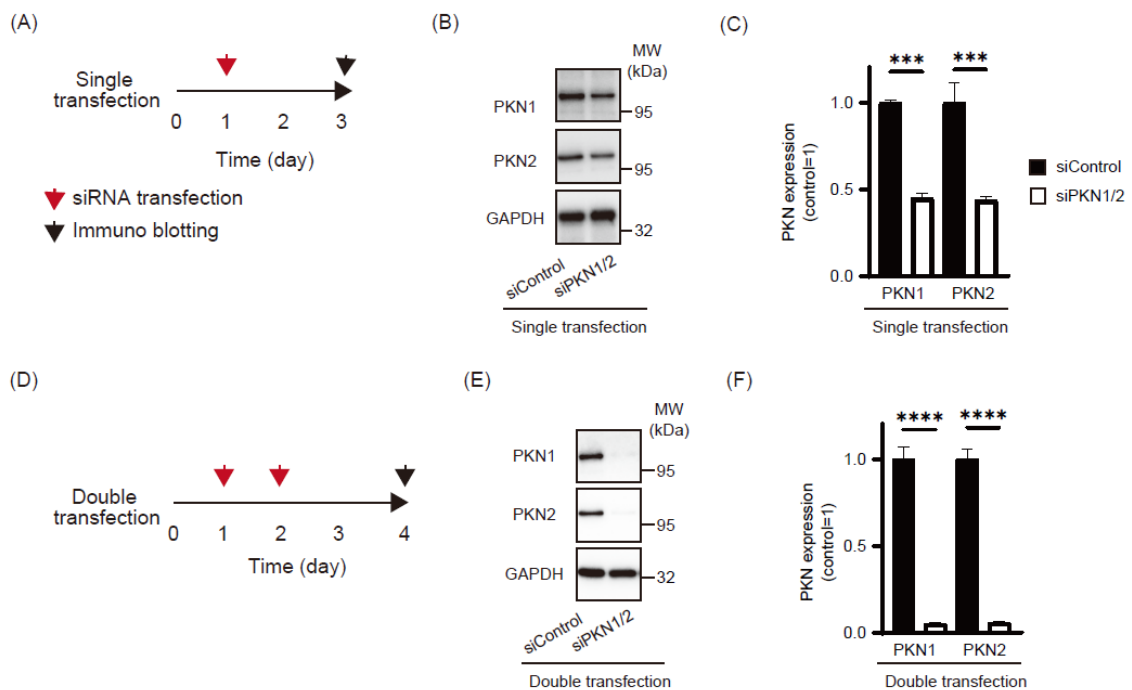 (A)
Single
transfection
0 1 2 3
Time (day)
siRNA transfection
Immuno blotting
(B)
MW
(kDa)
PKN1
95
PKN2
95
GAPDH
32
siControl
siPKN1/2
Single transfection
(C)
*** ***
1.0
0.5
0.0
PKN expression
(control=1)
PKN1 PKN2
Single transfection
siControl
siPKN1/2
(D)
Double
transfection
0 1 2 3 4
Time (day)
(E)
MW
(kDa)
PKN1
95
PKN2
95
GAPDH
32
siControl
siPKN1/2
Double transfection
(F)
**** ****
1.0
0.5
0.0
PKN expression
(control=1)
PKN1 PKN2
Double transfection